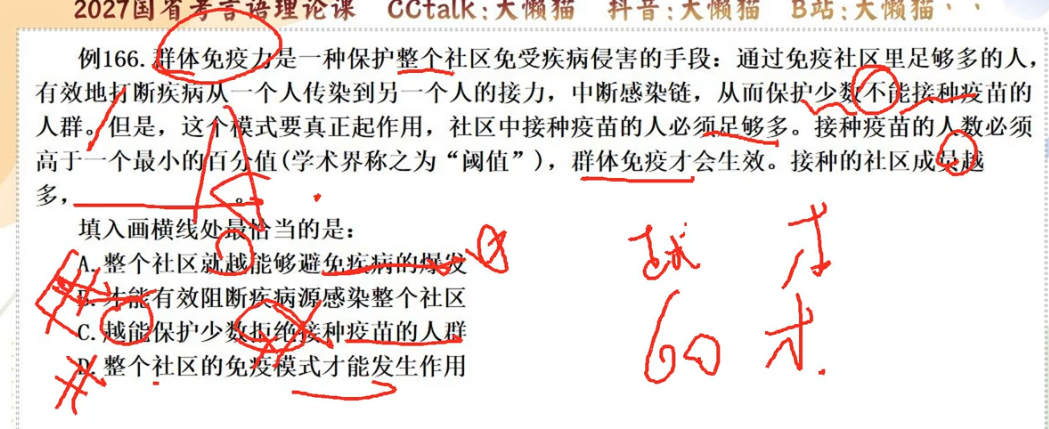 2027国省考言语理论课 CCtalk:大懒猫 抖音:大懒猫 B站:大懒猫
例166.群体免疫力是一种保护整个社区免受疾病侵害的手段：通过免疫社区里足够多的人，
有效地打断疾病从一个人传染到另一个人的接力，中断感染链，从而保护少数不能接种疫苗的
人群。但是，这个模式要真正起作用，社区中接种疫苗的人必须足够多。接种疫苗的人数必须
高于一个最小的百分值(学术界称之为“阈值”)，群体免疫才会生效。接种的社区成员越
多，________。
填入画横线处最恰当的是：
A.整个社区就越能够避免疾病的爆发
B.才能有效阻断疾病源感染整个社区
C.越能保护少数拒绝接种疫苗的人群
D.整个社区的免疫模式才能发生作用
越 才
60 才.